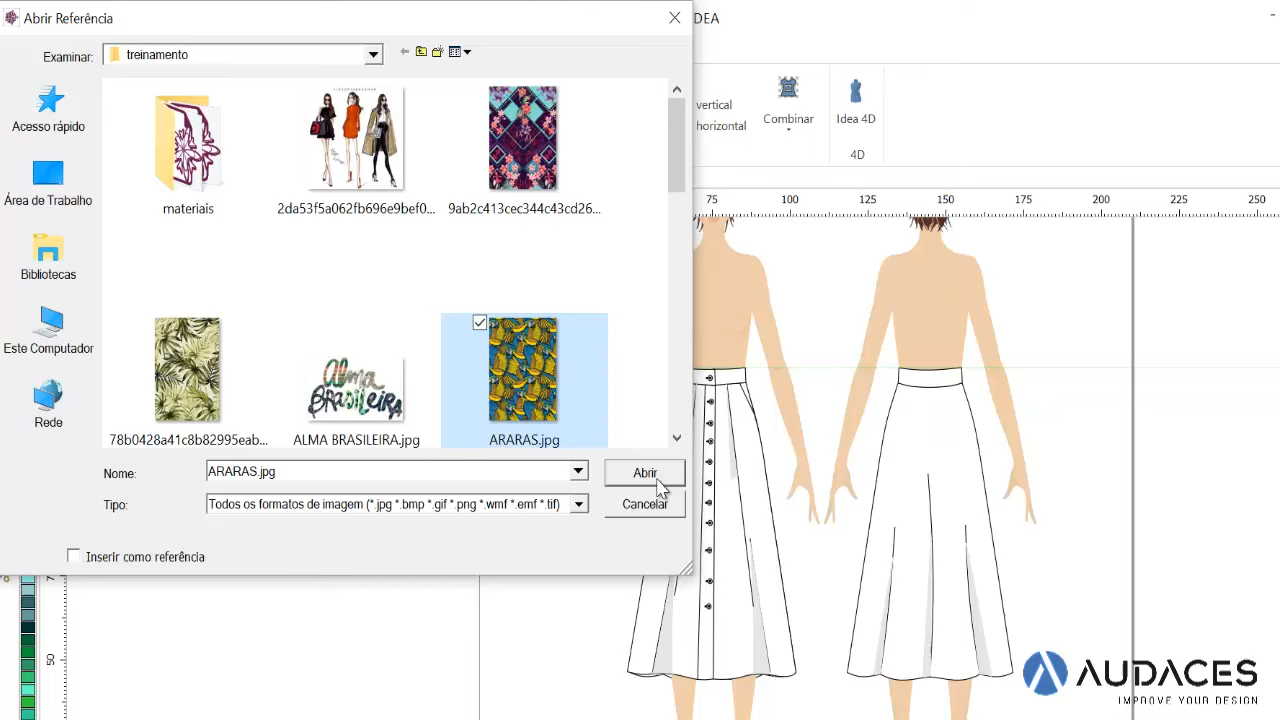 Abrir Referência
DEA
Examinar:
treinamento
Acesso rápido
Área de Trabalho
Bibliotecas
Este Computador
Rede
materiais
2da53f5a062fb696e9bef0...
9ab2c413cec344c43cd26...
78b0428a41c8b82995eab...
Alma
BRASILEIRA
ALMA BRASILEIRA.jpg
ARARAS.jpg
Nome:
ARARAS.jpg
Abrir
Tipo:
Todos os formatos de imagem (*.jpg *.bmp *.gif *.png *.wmf *.emf *.tif)
Cancelar
Inserir como referência
vertical
horizontal
Combinar
Idea 4D
4D
75 100 125 150 175 200 225 250
50
AUDACES
IMPROVE YOUR DESIGN